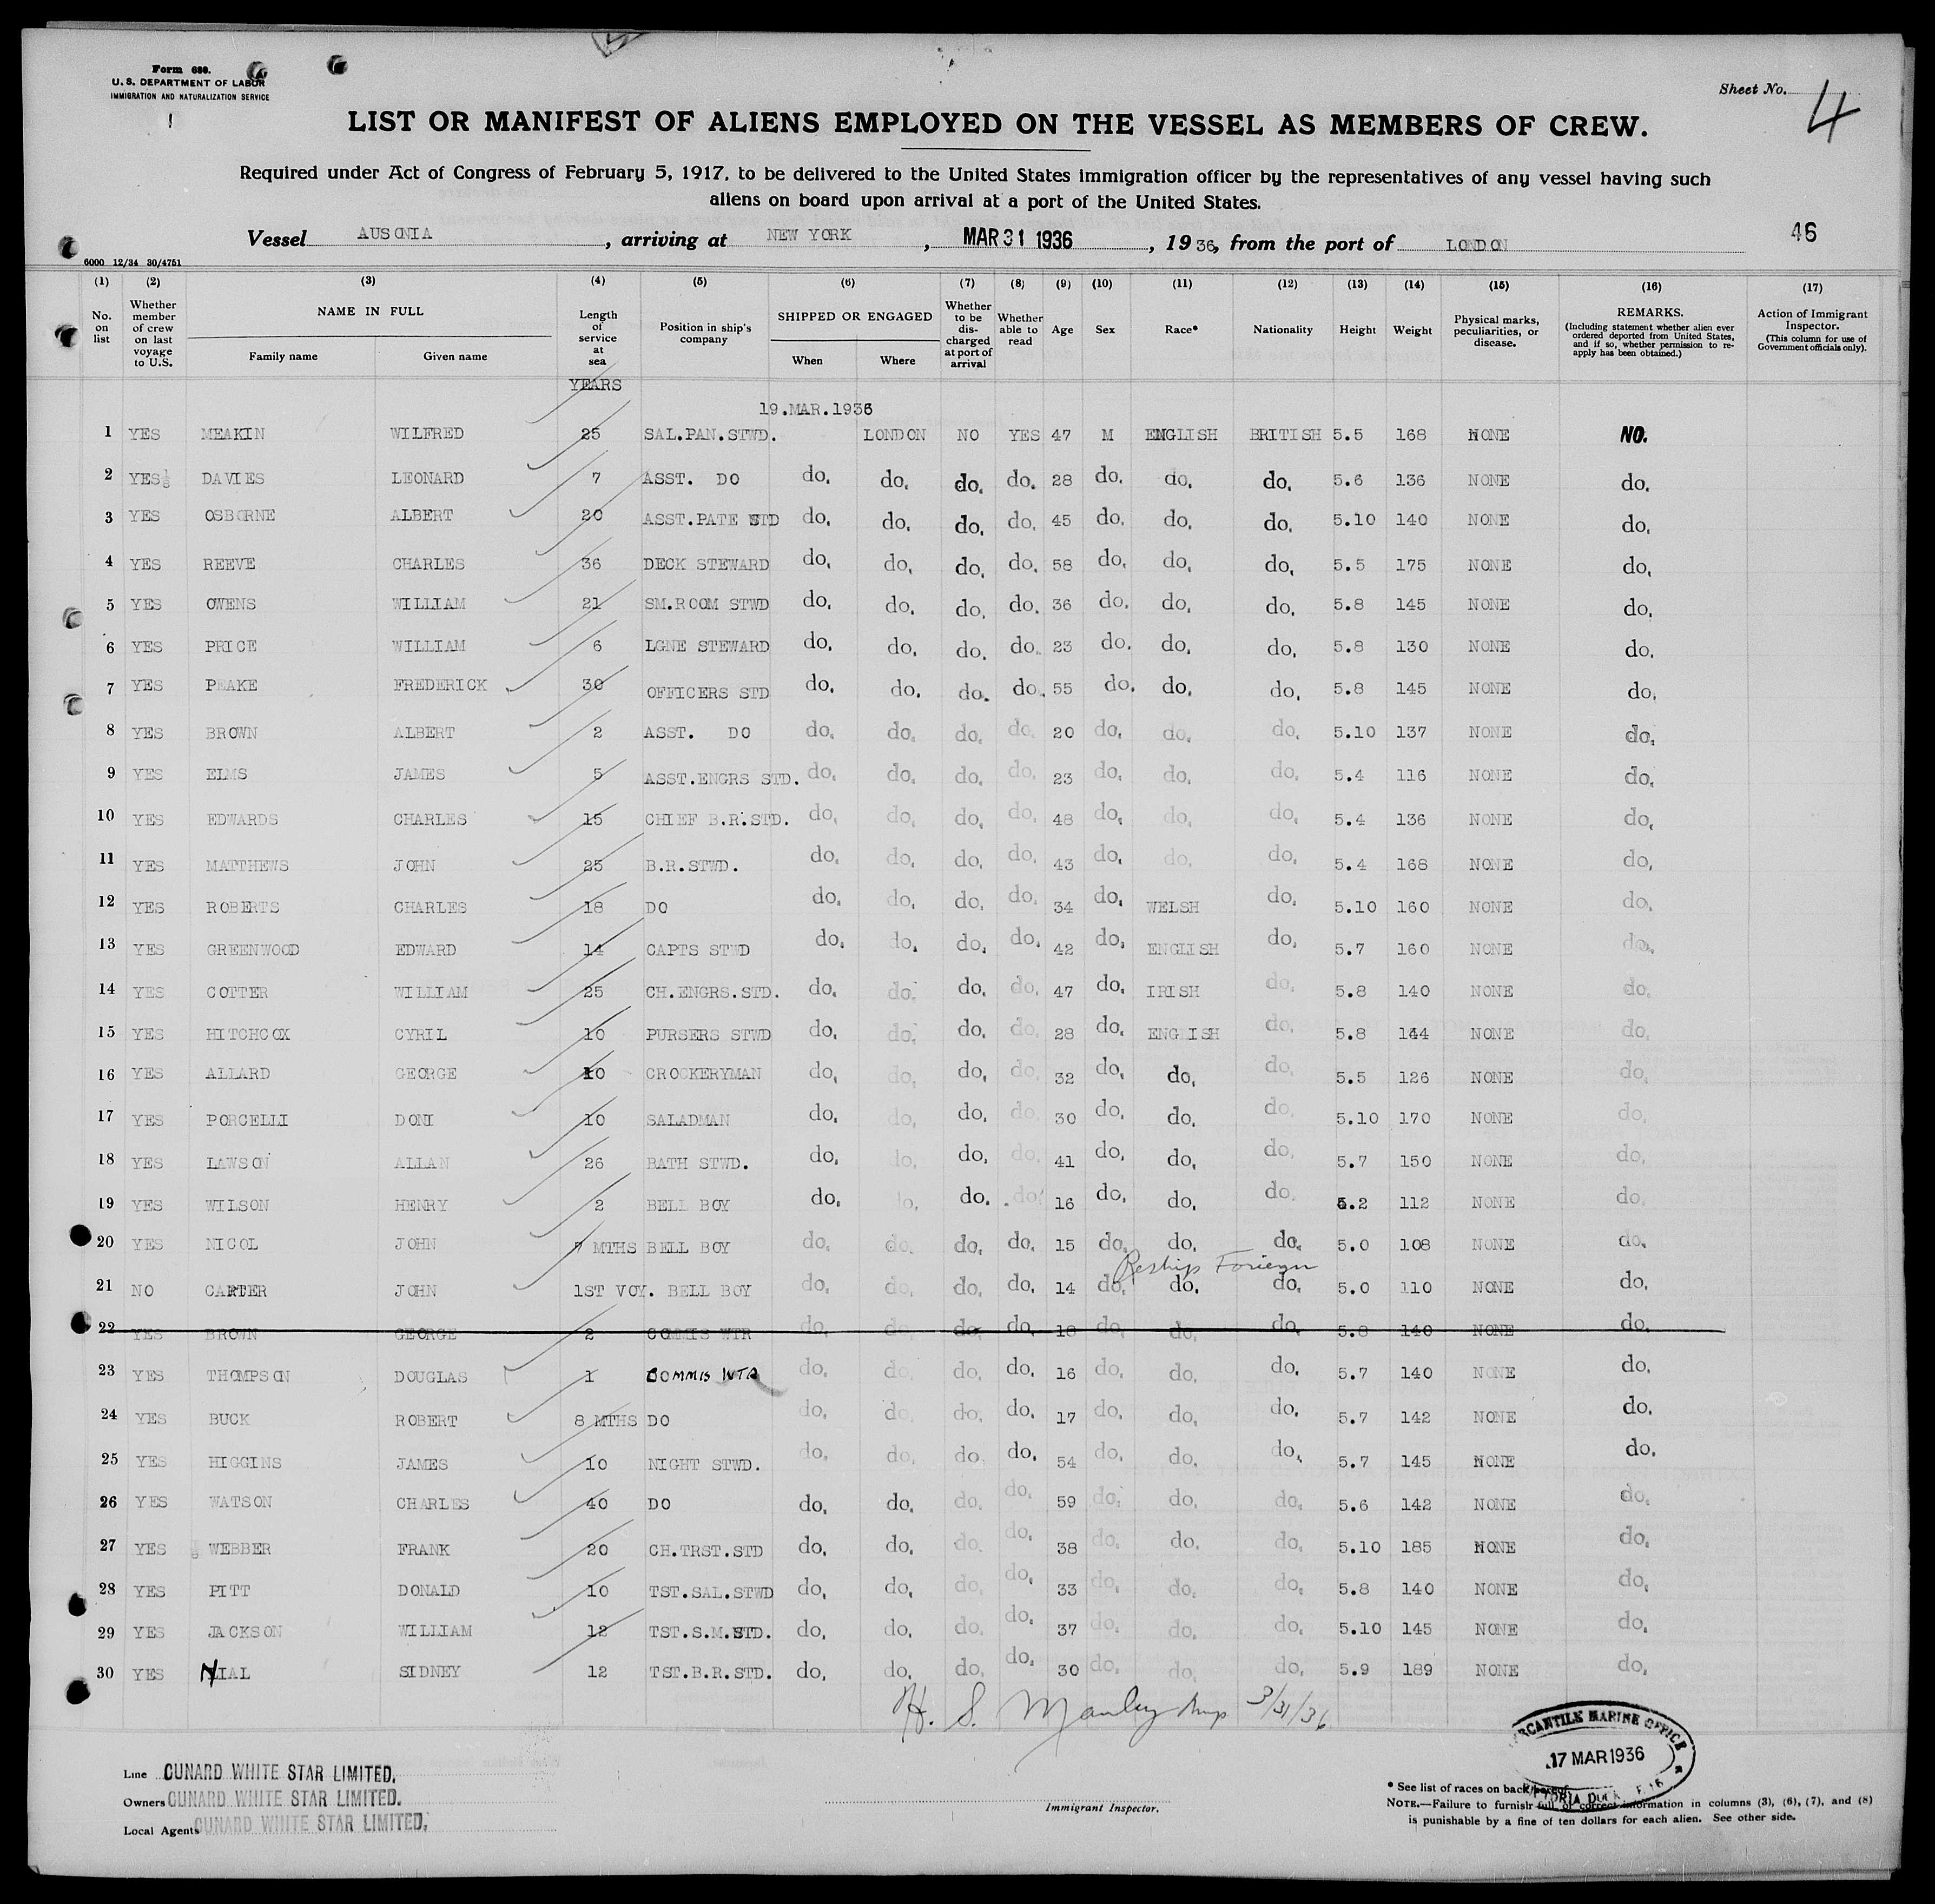 Form 680.
U. S. DEPARTMENT OF LABOR
IMMIGRATION AND NATURALIZATION SERVICE
Sheet No. 4
LIST OR MANIFEST OF ALIENS EMPLOYED ON THE VESSEL AS MEMBERS OF CREW.
Required under Act of Congress of February 5, 1917, to be delivered to the United States immigration officer by the representatives of any vessel having such
aliens on board upon arrival at a port of the United States.
Vessel AUSONIA, arriving at NEW YORK, MAR 31 1936, 1936, from the port of LONDON
46
6000 12/34 30/4751
(1) (2) (3) (4) (5) (6) (7) (8) (9) (10) (11) (12) (13) (14) (15) (16) (17)
No. on list
Whether member of crew on last voyage to U.S.
NAME IN FULL
Family name
Given name
Length of service at sea
Position in ship's company
SHIPPED OR ENGAGED
When
Where
Whether to be discharged at port of arrival
Whether able to read
Age
Sex
Race*
Nationality
Height
Weight
Physical marks, peculiarities, or disease.
REMARKS.
(Including statement whether alien ever ordered deported from United States, and if so, whether permission to reapply has been obtained.)
Action of Immigrant Inspector.
(This column for use of Government officials only).
YEARS
19.MAR.1936
1 YES MEAKIN WILFRED 25 SAL.PAN.STWD. LONDON NO YES 47 M ENGLISH BRITISH 5.5 168 NONE NO.
2 YES DAVIES LEONARD 7 ASST. DO do. do. do. do. 28 do. do. do. 5.6 136 NONE do.
3 YES OSBORNE ALBERT 20 ASST.PATE STD do. do. do. do. 45 do. do. do. 5.10 140 NONE do.
4 YES REEVE CHARLES 36 DECK STEWARD do. do. do. do. 58 do. do. do. 5.5 175 NONE do.
5 YES OWENS WILLIAM 21 SM.ROOM STWD do. do. do. do. 36 do. do. do. 5.8 145 NONE do.
6 YES PRICE WILLIAM 6 LGNE STEWARD do. do. do. do. 23 do. do. do. 5.8 130 NONE do.
7 YES PEAKE FREDERICK 30 OFFICERS STD do. do. do. do. 55 do. do. do. 5.8 145 NONE do.
8 YES BROWN ALBERT 2 ASST. DO do. do. do. do. 20 do. do. do. 5.10 137 NONE do.
9 YES ELMS JAMES 5 ASST.ENGRS STD. do. do. do. do. 23 do. do. do. 5.4 116 NONE do.
10 YES EDWARDS CHARLES 15 CHIEF B.R.STD. do. do. do. do. 48 do. do. do. 5.4 136 NONE do.
11 YES MATTHEWS JOHN 25 B.R.STWD. do. do. do. do. 43 do. do. do. 5.4 168 NONE do.
12 YES ROBERTS CHARLES 18 DO do. do. do. do. 34 do. WELSH do. 5.10 160 NONE do.
13 YES GREENWOOD EDWARD 14 CAPTS STWD do. do. do. do. 42 do. ENGLISH do. 5.7 160 NONE do.
14 YES COTTER WILLIAM 25 CH.ENGRS.STD. do. do. do. do. 47 do. IRISH do. 5.8 140 NONE do.
15 YES HITCHCOX CYRIL 10 PURSERS STWD do. do. do. do. 28 do. ENGLISH do. 5.8 144 NONE do.
16 YES ALLARD GEORGE 10 CROCKERYMAN do. do. do. do. 32 do. do. do. 5.5 126 NONE do.
17 YES PORCELLI DONI 10 SALADMAN do. do. do. do. 30 do. do. do. 5.10 170 NONE do.
18 YES LAWSON ALLAN 26 BATH STWD. do. do. do. do. 41 do. do. do. 5.7 150 NONE do.
19 YES WILSON HENRY 2 BELL BOY do. do. do. do. 16 do. do. do. 5.2 112 NONE do.
20 YES NICOL JOHN 7 MTHS BELL BOY do. do. do. do. 15 do. do. do. 5.0 108 NONE do.
Reships Foreign
21 NO CARTER JOHN 1ST VOY. BELL BOY do. do. do. do. 14 do. do. do. 5.0 110 NONE do.
22 YES BROWN GEORGE 2 COMMIS WTR do. do. do. do. 18 do. do. do. 5.8 140 NONE do.
23 YES THOMPSON DOUGLAS 1 COMMIS WTR do. do. do. do. 16 do. do. do. 5.7 140 NONE do.
24 YES BUCK ROBERT 8 MTHS DO do. do. do. do. 17 do. do. do. 5.7 142 NONE do.
25 YES HIGGINS JAMES 10 NIGHT STWD. do. do. do. do. 54 do. do. do. 5.7 145 NONE do.
26 YES WATSON CHARLES 40 DO do. do. do. do. 59 do. do. do. 5.6 142 NONE do.
27 YES WEBBER FRANK 20 CH.TRST.STD do. do. do. do. 38 do. do. do. 5.10 185 NONE do.
28 YES PITT DONALD 10 TST.SAL.STWD do. do. do. do. 33 do. do. do. 5.8 140 NONE do.
29 YES JACKSON WILLIAM 12 TST.S.M.STD. do. do. do. do. 37 do. do. do. 5.10 145 NONE do.
30 YES NIAL SIDNEY 12 TST.B.R.STD. do. do. do. do. 30 do. do. do. 5.9 189 NONE do.
H. S. Manley Insp 3/31/36
Immigrant Inspector.
Line CUNARD WHITE STAR LIMITED.
Owners CUNARD WHITE STAR LIMITED.
Local Agents CUNARD WHITE STAR LIMITED.
MERCANTILE MARINE OFFICE
17 MAR 1936
VICTORIA DOCK E.16
* See list of races on back hereof.
NOTE.—Failure to furnish full or correct information in columns (3), (6), (7), and (8)
is punishable by a fine of ten dollars for each alien. See other side.